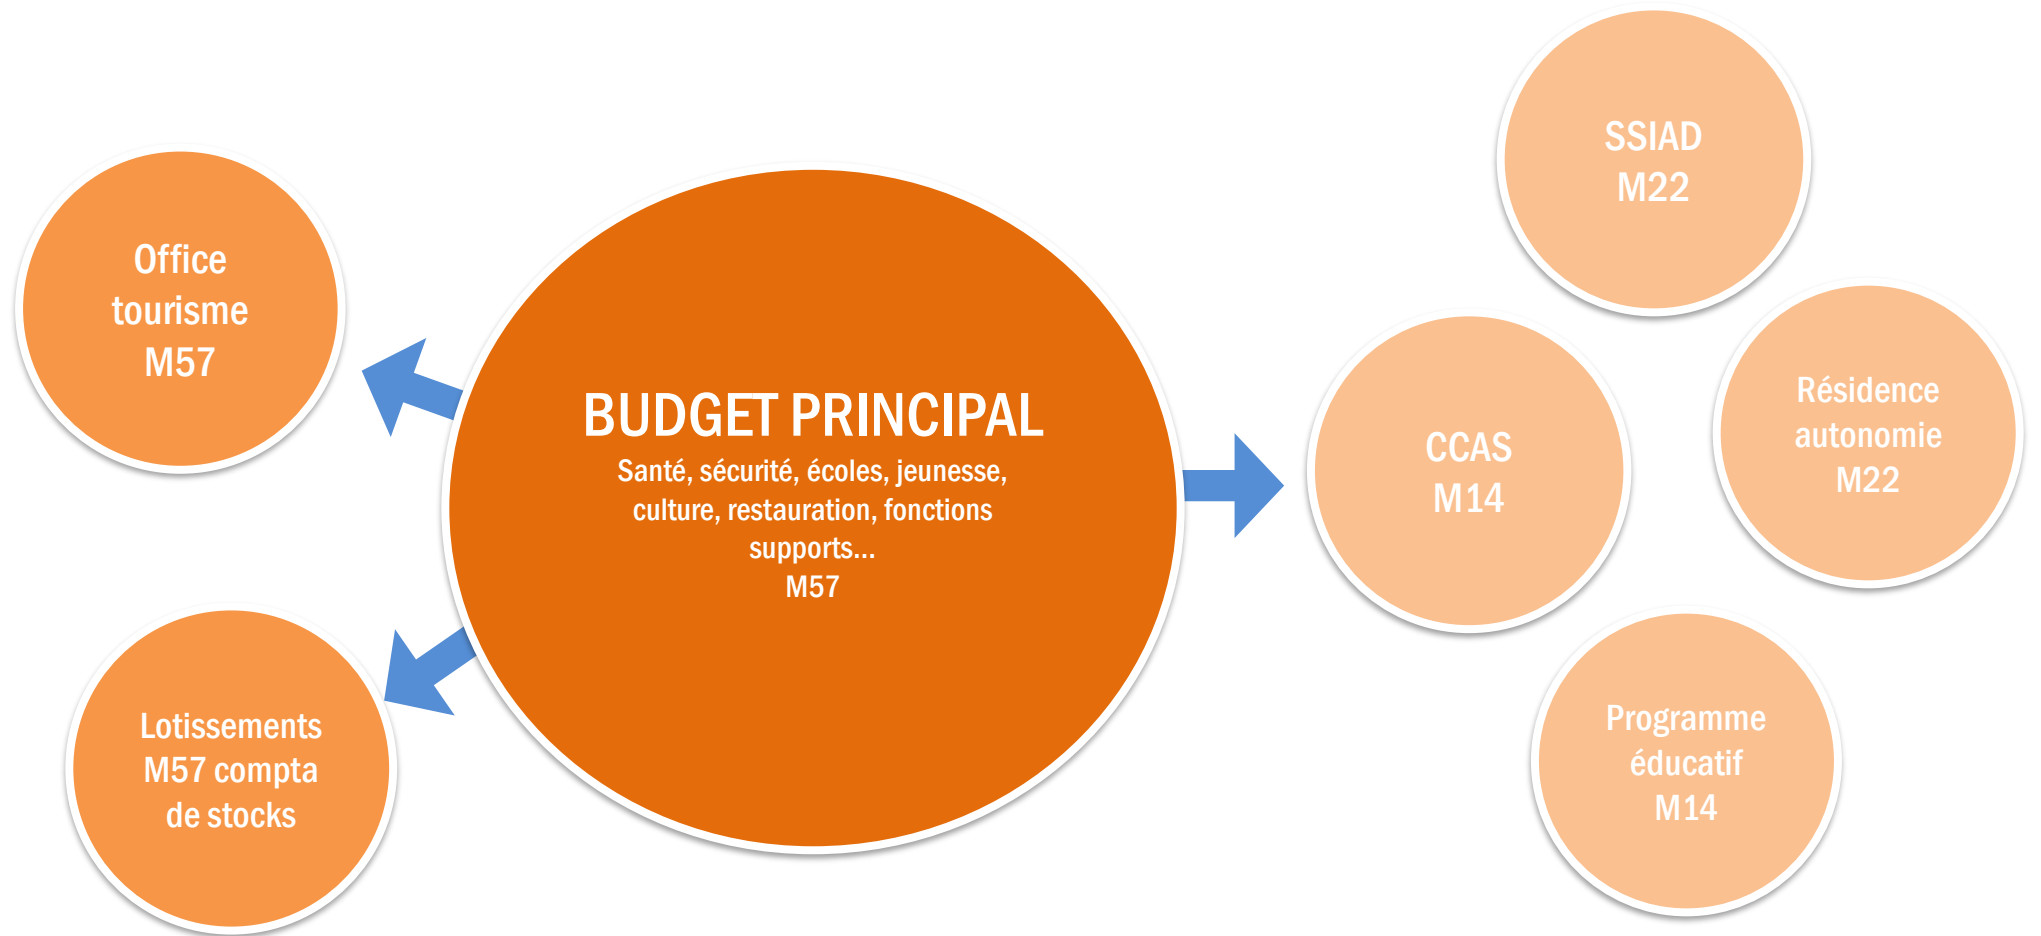 Office
tourisme
M57
Lotissements
M57 compta
de stocks
BUDGET PRINCIPAL
Santé, sécurité, écoles, jeunesse,
culture, restauration, fonctions
supports...
M57
CCAS
M14
SSIAD
M22
Résidence
autonomie
M22
Programme
éducatif
M14